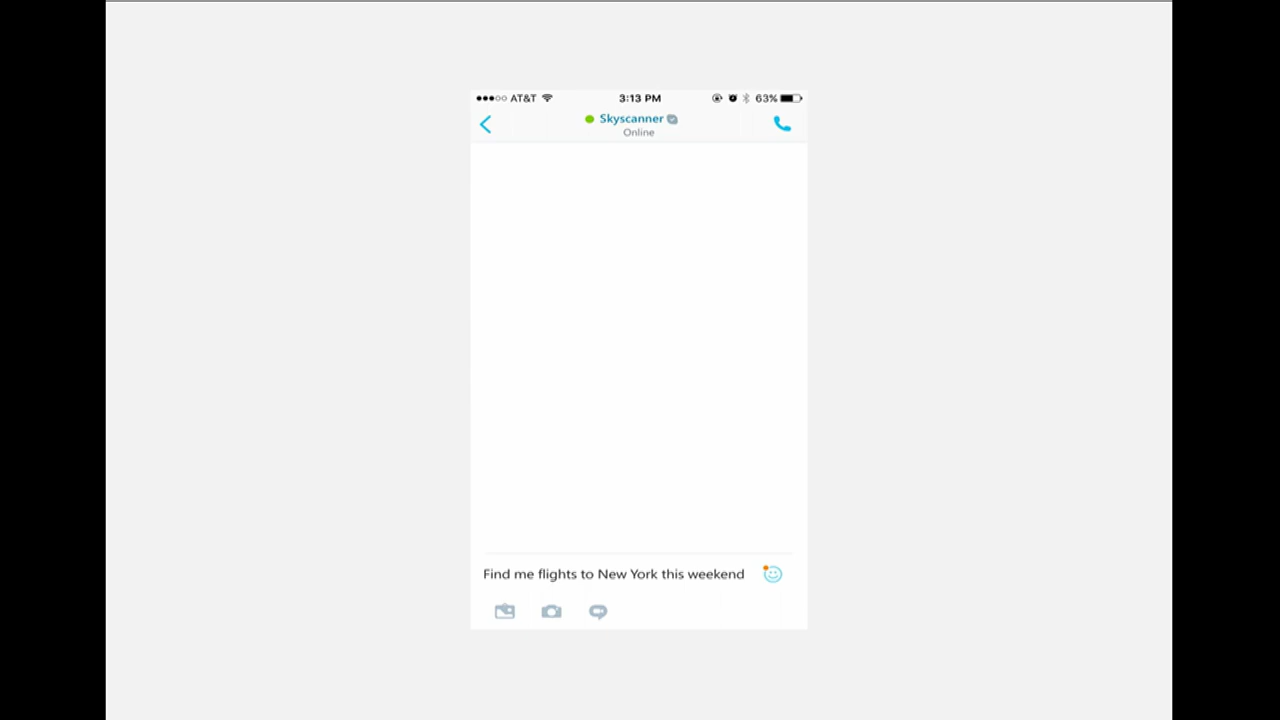 AT&T 3:13 PM 63%
Skyscanner
Online
Find me flights to New York this weekend